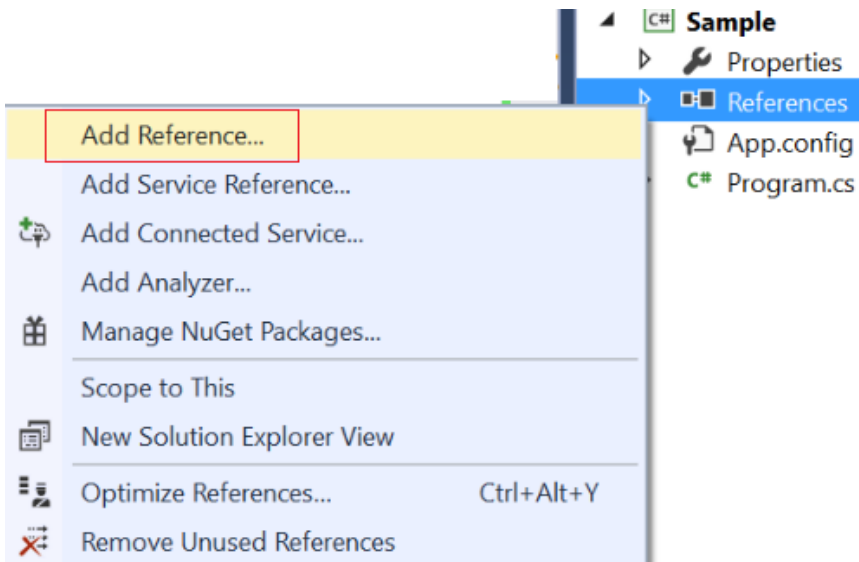 C# Sample
Properties
References
App.config
C# Program.cs
Add Reference...
Add Service Reference...
Add Connected Service...
Add Analyzer...
Manage NuGet Packages...
Scope to This
New Solution Explorer View
Optimize References... Ctrl+Alt+Y
Remove Unused References